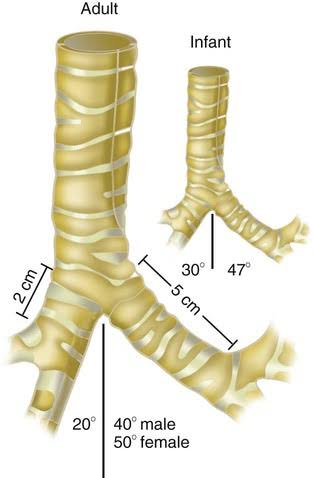 Adult
Infant
30° 47°
2 cm
5 cm
20° 40° male
50° female